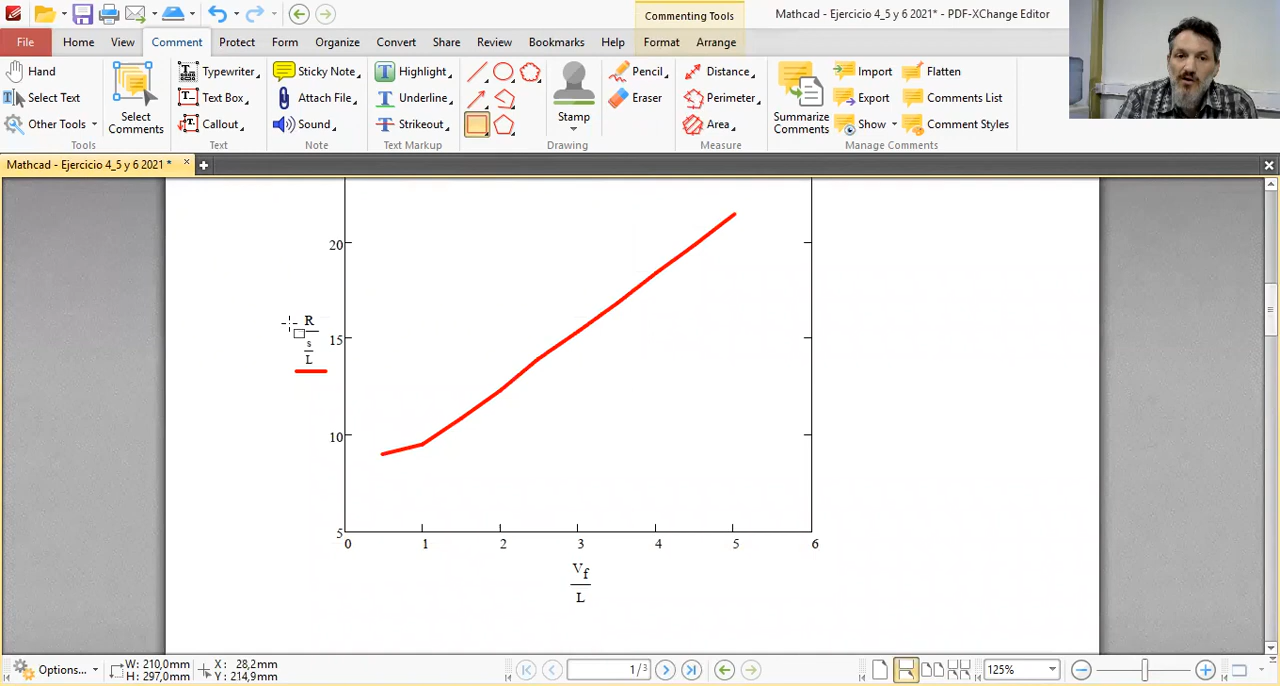 Commenting Tools
Mathcad - Ejercicio 4_5 y 6 2021* - PDF-XChange Editor
File Home View Comment Protect Form Organize Convert Share Review Bookmarks Help Format Arrange
Hand
Select Text
Other Tools
Select Comments
Tools
Typewriter
Text Box
Callout
Text
Sticky Note
Attach File
Sound
Note
Highlight
Underline
Strikeout
Text Markup
Drawing
Pencil
Eraser
Stamp
Distance
Perimeter
Area
Measure
Summarize Comments
Import
Export
Show
Flatten
Comments List
Comment Styles
Manage Comments
Mathcad - Ejercicio 4_5 y 6 2021 *
20
15
10
5
R
s
L
0 1 2 3 4 5 6
Vf
L
Options...
W: 210,0mm
H: 297,0mm
X: 28,2mm
Y: 214,9mm
1/3
125%